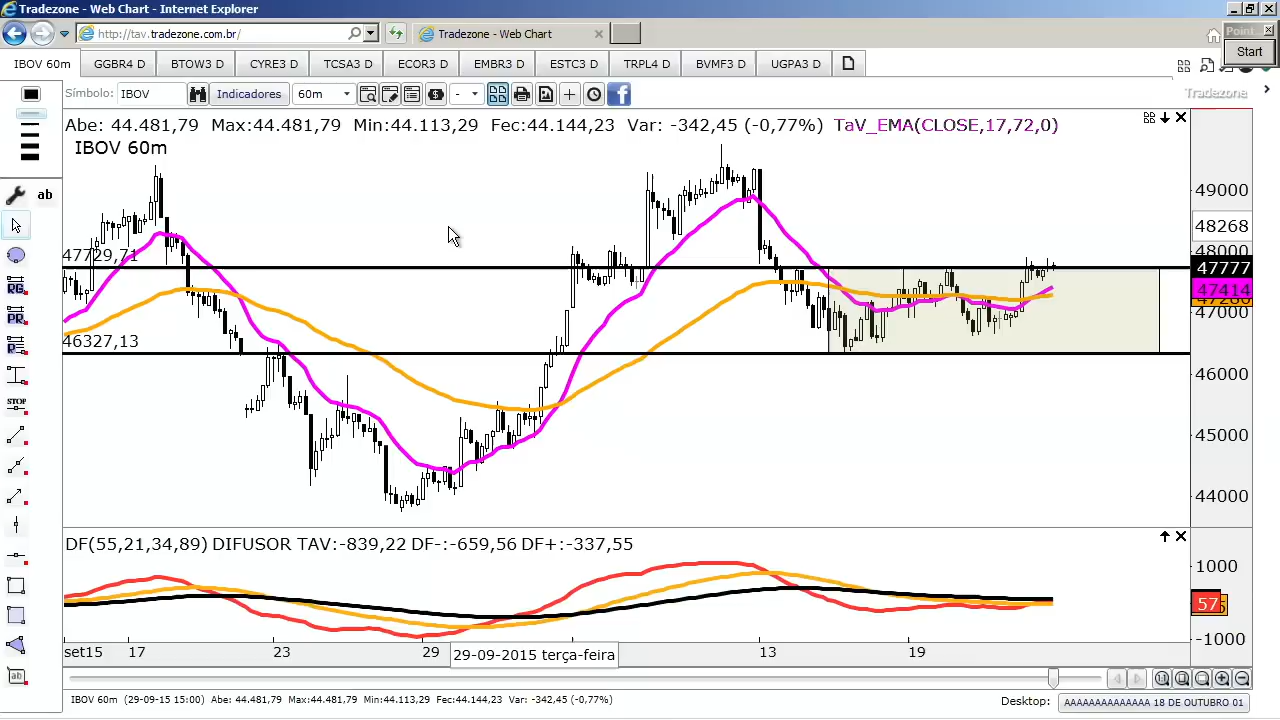 Tradezone - Web Chart - Internet Explorer
http://tav.tradezone.com.br/
Tradezone - Web Chart
Start
IBOV 60m GGBR4 D BTOW3 D CYRE3 D TCSA3 D ECOR3 D EMBR3 D ESTC3 D TRPL4 D BVMF3 D UGPA3 D
Símbolo: IBOV Indicadores 60m - Tradezone
Abe: 44.481,79 Max:44.481,79 Min:44.113,29 Fec:44.144,23 Var: -342,45 (-0,77%) TaV_EMA(CLOSE,17,72,0)
IBOV 60m
ab
49000
48268
47729,71
48000
47777
RG
47414
PR
47000
46327,13
46000
STOP
45000
44000
DF(55,21,34,89) DIFUSOR TAV:-839,22 DF-:-659,56 DF+:-337,55
1000
57
-1000
set15 17 23 29 13 19
29-09-2015 terça-feira
ab
IBOV 60m (29-09-15 15:00) Abe: 44.481,79 Max:44.481,79 Min:44.113,29 Fec:44.144,23 Var: -342,45 (-0,77%)
Desktop: AAAAAAAAAAAAAA 18 DE OUTUBRO 01